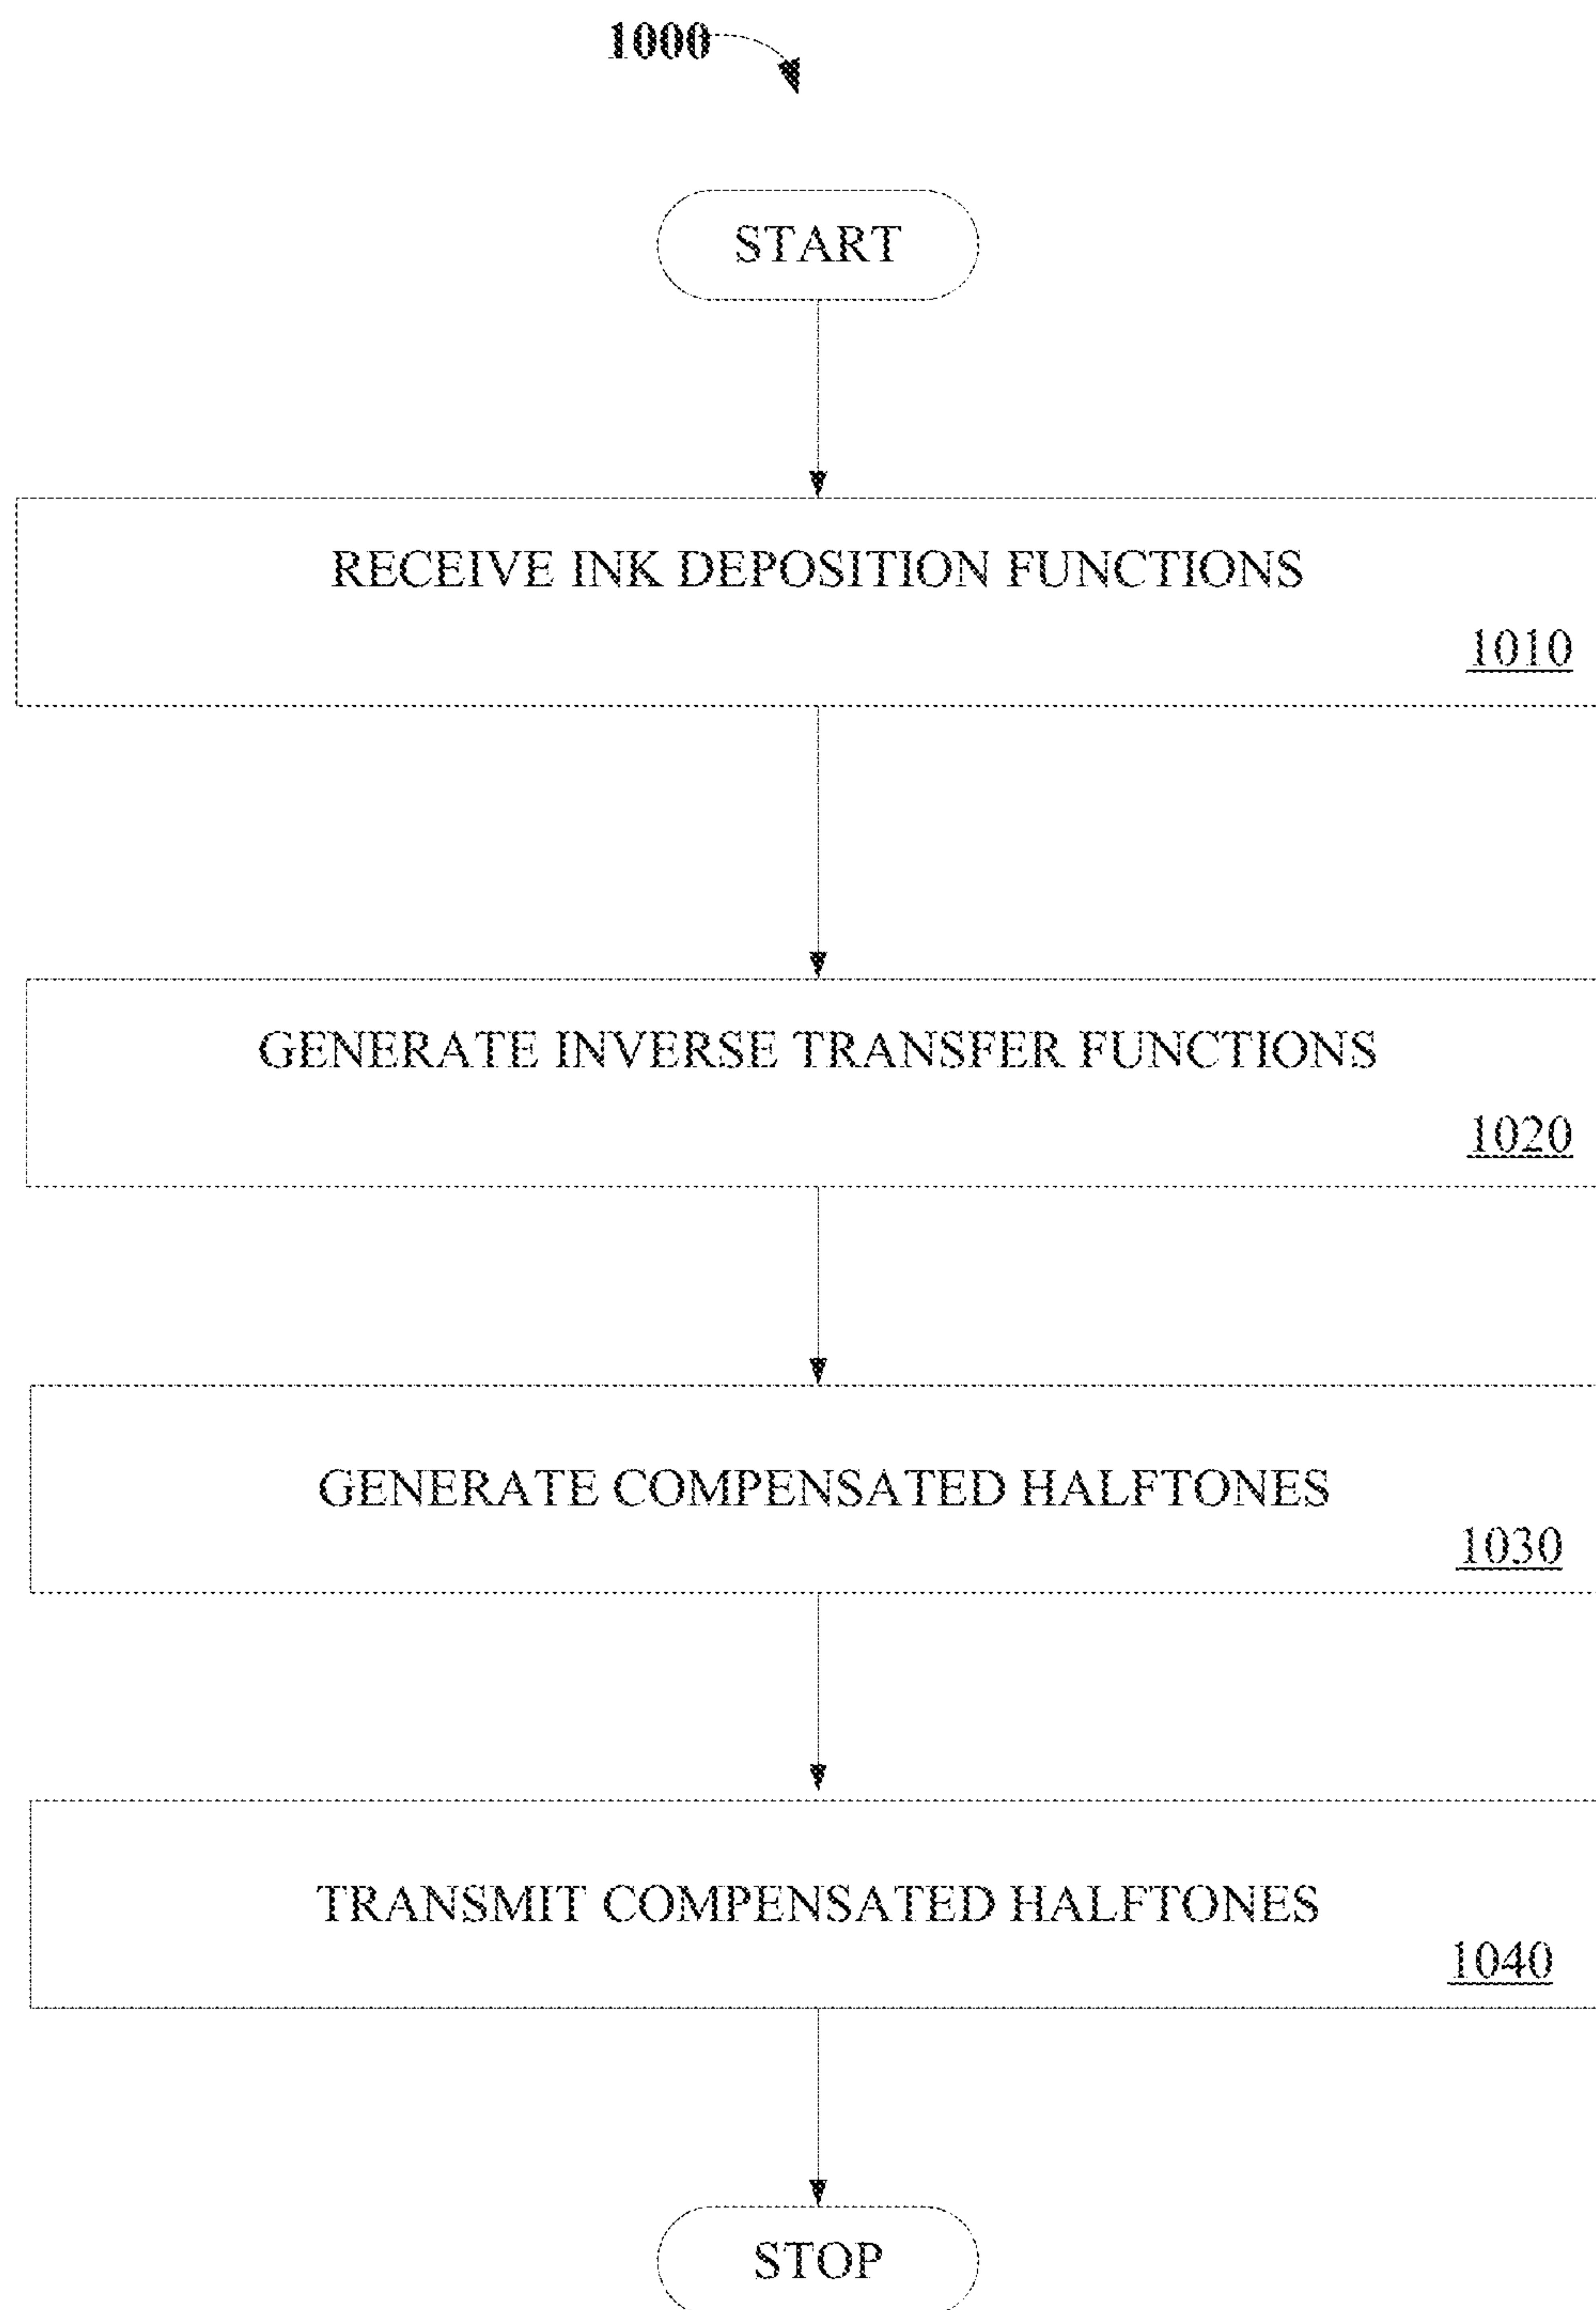 1000
START
RECEIVE INK DEPOSITION FUNCTIONS
1010
GENERATE INVERSE TRANSFER FUNCTIONS
1020
GENERATE COMPENSATED HALFTONES
1030
TRANSMIT COMPENSATED HALFTONES
1040
STOP